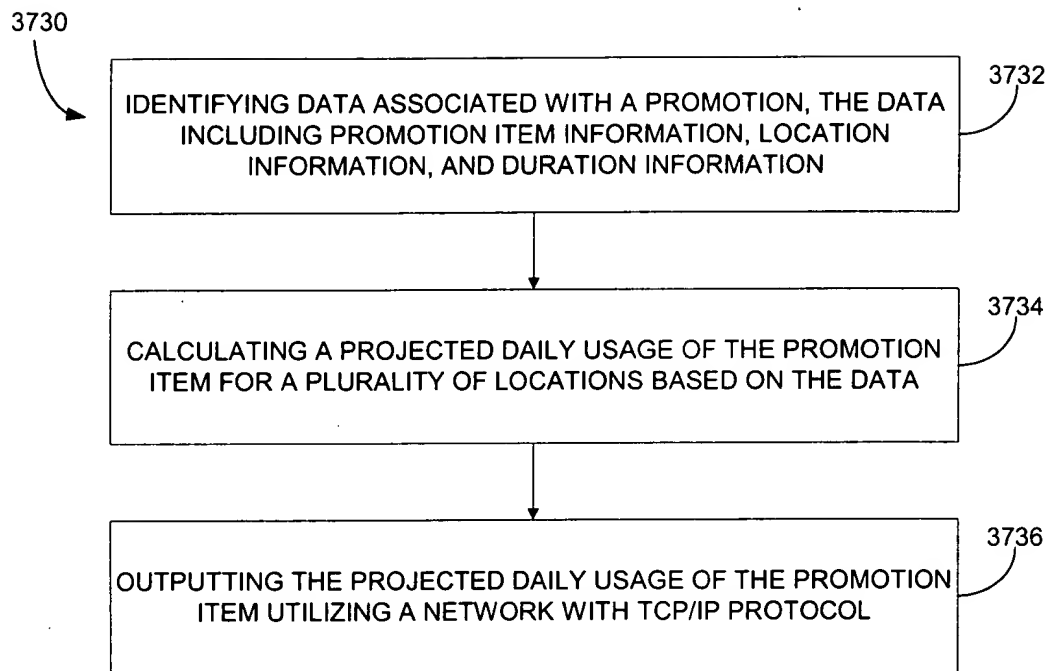 3730
3732
IDENTIFYING DATA ASSOCIATED WITH A PROMOTION, THE DATA
INCLUDING PROMOTION ITEM INFORMATION, LOCATION
INFORMATION, AND DURATION INFORMATION
3734
CALCULATING A PROJECTED DAILY USAGE OF THE PROMOTION
ITEM FOR A PLURALITY OF LOCATIONS BASED ON THE DATA
3736
OUTPUTTING THE PROJECTED DAILY USAGE OF THE PROMOTION
ITEM UTILIZING A NETWORK WITH TCP/IP PROTOCOL